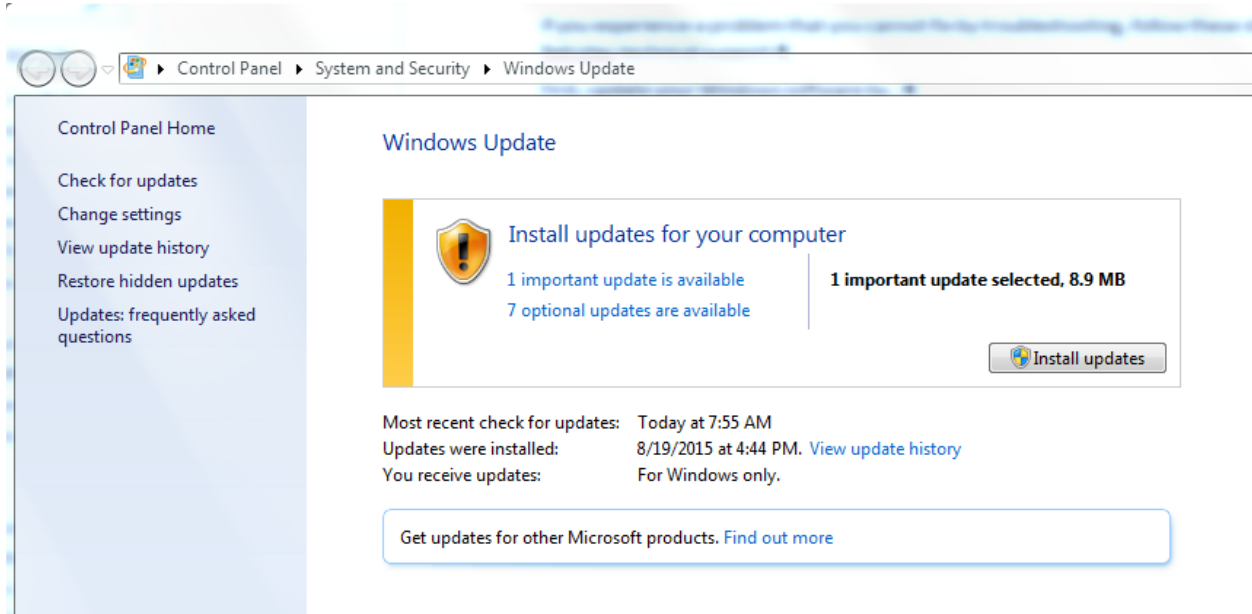 Control Panel ▸ System and Security ▸ Windows Update
Control Panel Home
Check for updates
Change settings
View update history
Restore hidden updates
Updates: frequently asked
questions
Windows Update
Install updates for your computer
1 important update is available
7 optional updates are available
1 important update selected, 8.9 MB
Install updates
Most recent check for updates: Today at 7:55 AM
Updates were installed: 8/19/2015 at 4:44 PM. View update history
You receive updates: For Windows only.
Get updates for other Microsoft products. Find out more